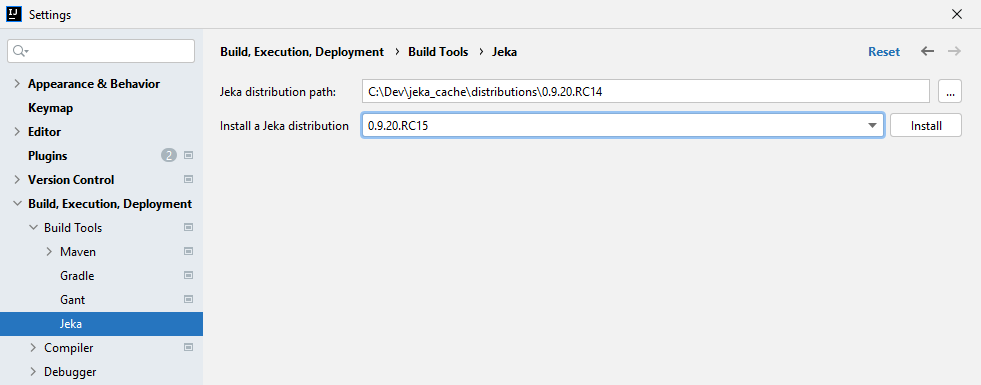 IJ Settings
Build, Execution, Deployment › Build Tools › Jeka Reset
Appearance & Behavior
Jeka distribution path: C:\Dev\jeka_cache\distributions\0.9.20.RC14 ...
Keymap
Install a Jeka distribution 0.9.20.RC15 Install
Editor
Plugins 2
Version Control
Build, Execution, Deployment
Build Tools
Maven
Gradle
Gant
Jeka
Compiler
Debugger